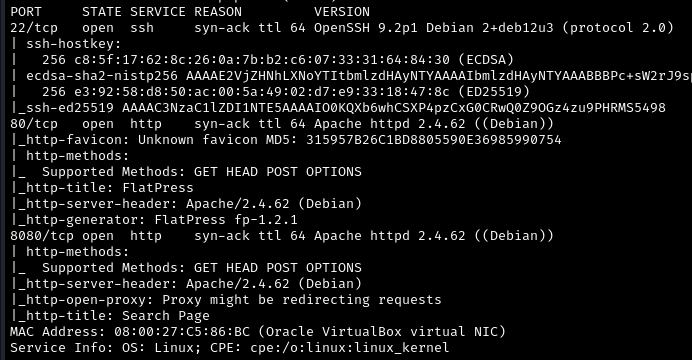 PORT     STATE SERVICE REASON         VERSION
22/tcp   open  ssh     syn-ack ttl 64 OpenSSH 9.2p1 Debian 2+deb12u3 (protocol 2.0)
| ssh-hostkey:
|   256 c8:5f:17:62:8c:26:0a:7b:b2:c6:07:33:31:64:84:30 (ECDSA)
| ecdsa-sha2-nistp256 AAAAE2VjZHNhLXNoYTItbmlzdHAyNTYAAAAIbmlzdHAyNTYAAABBBPc+sW2rJ9s
|   256 e3:92:58:d8:50:ac:00:5a:49:02:d7:e9:33:18:47:8c (ED25519)
|_ssh-ed25519 AAAAC3NzaC1lZDI1NTE5AAAAIO0KQXb6whCSXP4pzCxG0CRwQ0Z9OGz4zu9PHRMS5498
80/tcp   open  http    syn-ack ttl 64 Apache httpd 2.4.62 ((Debian))
|_http-favicon: Unknown favicon MD5: 315957B26C1BD8805590E36985990754
| http-methods:
|_  Supported Methods: GET HEAD POST OPTIONS
|_http-title: FlatPress
|_http-server-header: Apache/2.4.62 (Debian)
|_http-generator: FlatPress fp-1.2.1
8080/tcp open  http    syn-ack ttl 64 Apache httpd 2.4.62 ((Debian))
| http-methods:
|_  Supported Methods: GET HEAD POST OPTIONS
|_http-server-header: Apache/2.4.62 (Debian)
|_http-open-proxy: Proxy might be redirecting requests
|_http-title: Search Page
MAC Address: 08:00:27:C5:86:BC (Oracle VirtualBox virtual NIC)
Service Info: OS: Linux; CPE: cpe:/o:linux:linux_kernel